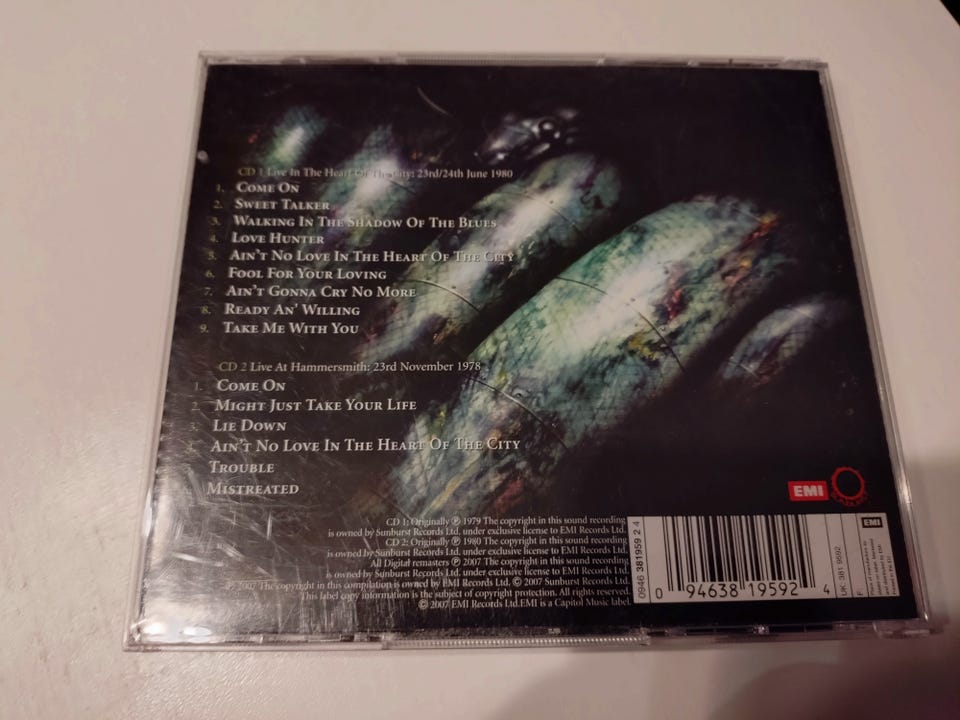 CD 1 Live In The Heart Of The City: 23rd/24th June 1980
1. Come On
2. Sweet Talker
3. Walking In The Shadow Of The Blues
4. Love Hunter
5. Ain't No Love In The Heart Of The City
6. Fool For Your Loving
7. Ain't Gonna Cry No More
8. Ready An' Willing
9. Take Me With You
CD 2 Live At Hammersmith: 23rd November 1978
1. Come On
2. Might Just Take Your Life
3. Lie Down
4. Ain't No Love In The Heart Of The City
Trouble
Mistreated
EMI
CD 1: Originally ℗ 1979 The copyright in this sound recording
is owned by Sunburst Records Ltd. under exclusive license to EMI Records Ltd.
CD 2: Originally ℗ 1980 The copyright in this sound recording
is owned by Sunburst Records Ltd. under exclusive license to EMI Records Ltd.
All Digital remasters ℗ 2007 The copyright in this sound recording
is owned by Sunburst Records Ltd. under exclusive license to EMI Records Ltd.
℗ 2007 The copyright in this compilation is owned by EMI Records Ltd. © 2007 Sunburst Records Ltd.
This label copy information is the subject of copyright protection. All rights reserved.
© 2007 EMI Records Ltd.EMI is a Capitol Music label.
0946 381959 2 4
0 94638 19592 4
UK: 381 9592
F
EMI